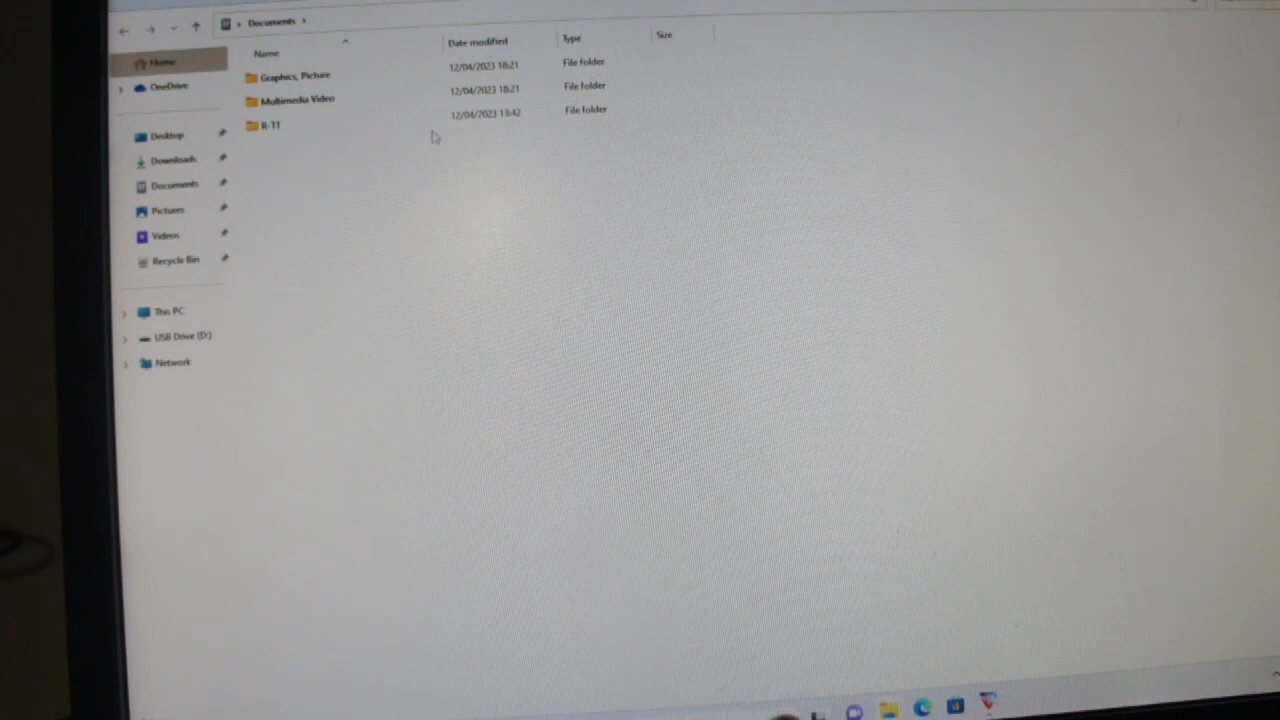 Documents
Name Date modified Type Size
Graphics, Picture 12/04/2023 18:21 File folder
Multimedia Video 12/04/2023 18:21 File folder
R-TT 12/04/2023 13:42 File folder
Home
OneDrive
Desktop
Downloads
Documents
Pictures
Videos
Recycle Bin
This PC
USB Drive (D:)
Network